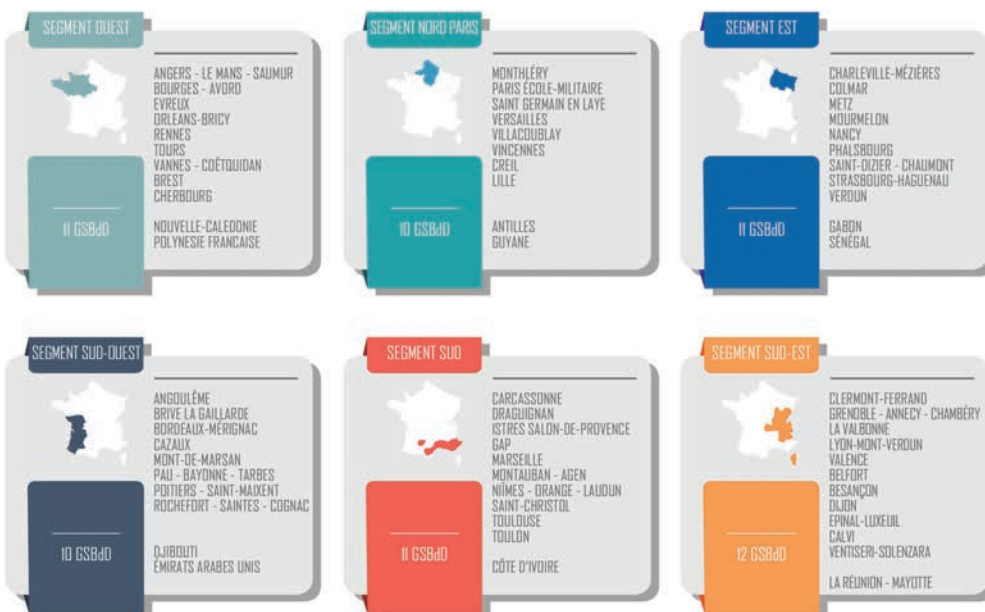 SEGMENT OUEST
ANGERS - LE MANS - SAUMUR
BOURGES - AVORD
EVREUX
ORLEANS-BRICY
RENNES
TOURS
VANNES - COËTQUIDAN
BREST
CHERBOURG
NOUVELLE-CALEDONIE
POLYNESIE FRANCAISE
11 GSBdD
SEGMENT NORD PARIS
MONTHLÉRY
PARIS ÉCOLE-MILITAIRE
SAINT GERMAIN EN LAYE
VERSAILLES
VILLACOUBLAY
VINCENNES
CREIL
LILLE
ANTILLES
GUYANE
10 GSBdD
SEGMENT EST
CHARLEVILLE-MÉZIÈRES
COLMAR
METZ
MOURMELON
NANCY
PHALSBOURG
SAINT-DIZIER - CHAUMONT
STRASBOURG-HAGUENAU
VERDUN
GABON
SÉNÉGAL
11 GSBdD
SEGMENT SUD-OUEST
ANGOULÊME
BRIVE LA GAILLARDE
BORDEAUX-MÉRIGNAC
CAZAUX
MONT-DE-MARSAN
PAU - BAYONNE - TARBES
POITIERS - SAINT-MAIXENT
ROCHEFORT - SAINTES - COGNAC
DJIBOUTI
ÉMIRATS ARABES UNIS
10 GSBdD
SEGMENT SUD
CARCASSONNE
DRAGUIGNAN
ISTRES SALON-DE-PROVENCE
GAP
MARSEILLE
MONTAUBAN - AGEN
NIÎMES - ORANGE - LAUDUN
SAINT-CHRISTOL
TOULOUSE
TOULON
CÔTE D'IVOIRE
11 GSBdD
SEGMENT SUD-EST
CLERMONT-FERRAND
GRENOBLE - ANNECY - CHAMBÉRY
LA VALBONNE
LYON-MONT-VERDUN
VALENCE
BELFORT
BESANÇON
DIJON
EPINAL-LUXEUIL
CALVI
VENTISERI-SOLENZARA
LA RÉUNION - MAYOTTE
12 GSBdD